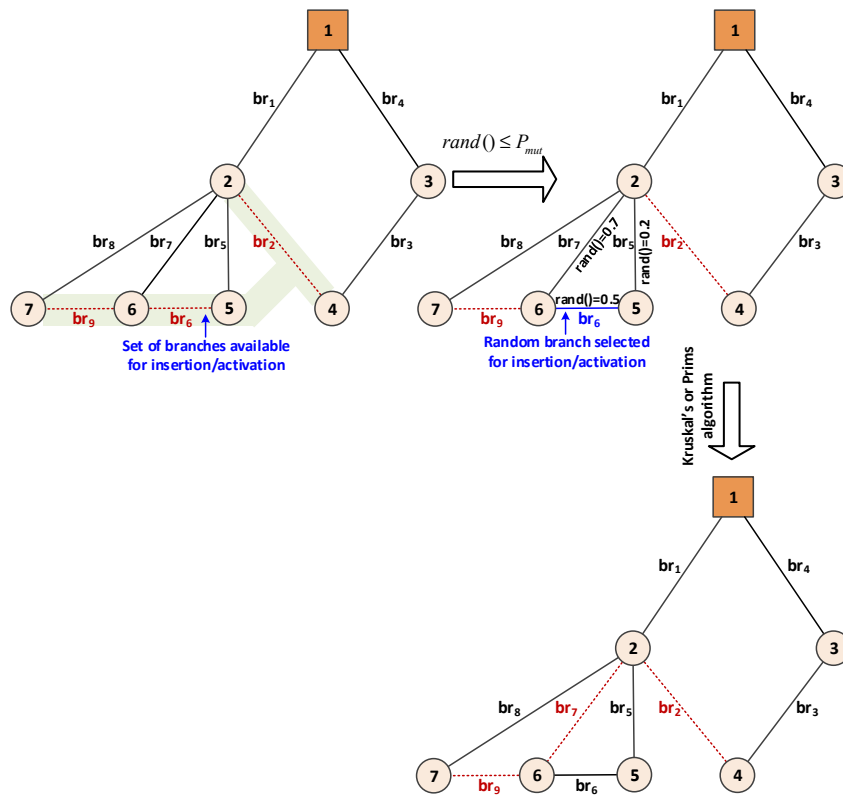 1
br₁
br₄
2
3
br₈
br₇
br₅
br₂
br₃
7
6
5
4
br₉
br₆
Set of branches available
for insertion/activation
rand() ≤ Pₘᵤₜ
1
br₁
br₄
2
3
br₈
br₇
rand()=0.7
br₅
rand()=0.2
br₂
br₃
rand()=0.5
7
6
5
4
br₉
br₆
Random branch selected
for insertion/activation
Kruskal's or Prims
algorithm
1
br₁
br₄
2
3
br₈
br₇
br₅
br₂
br₃
7
6
5
4
br₉
br₆